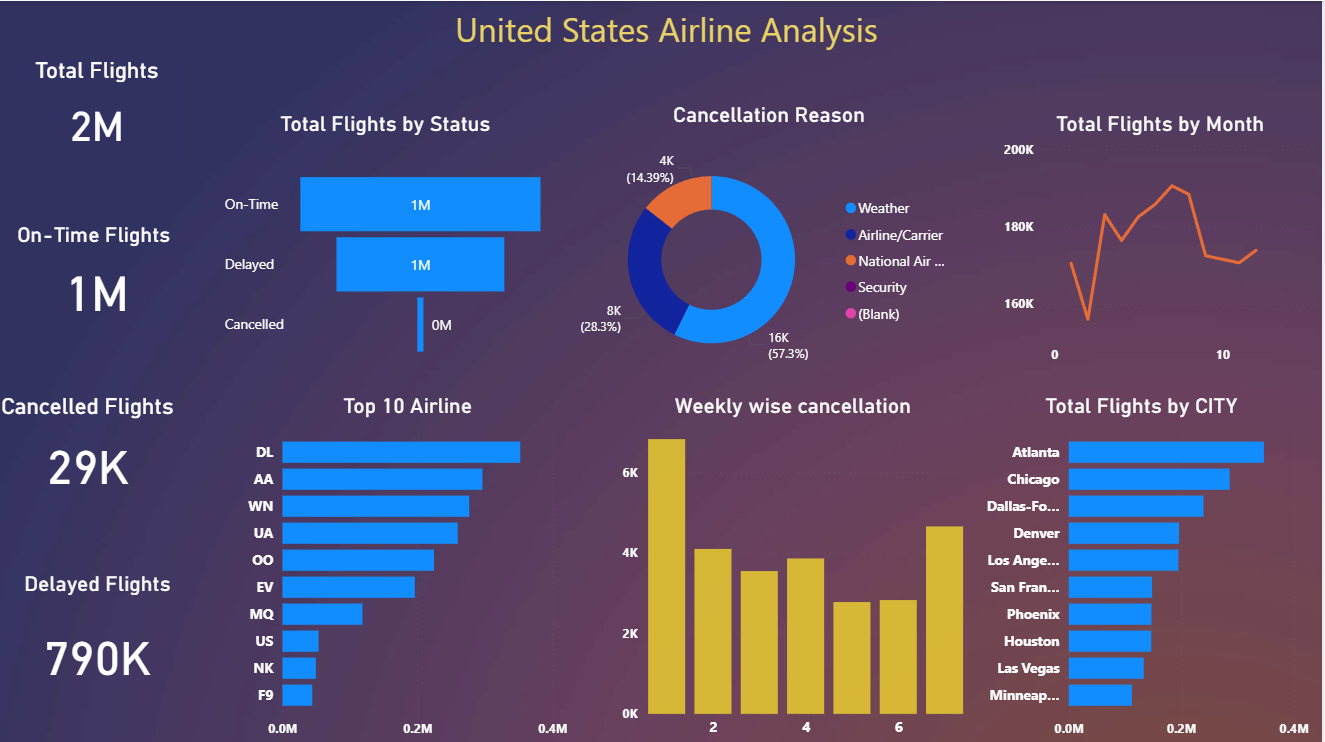 United States Airline Analysis
Total Flights
2M
On-Time Flights
1M
Cancelled Flights
29K
Delayed Flights
790K
Total Flights by Status
On-Time
1M
Delayed
1M
Cancelled
0M
Cancellation Reason
4K
(14.39%)
8K
(28.3%)
16K
(57.3%)
Weather
Airline/Carrier
National Air ...
Security
(Blank)
Total Flights by Month
200K
180K
160K
0
10
Top 10 Airline
DL
AA
WN
UA
OO
EV
MQ
US
NK
F9
0.0M
0.2M
0.4M
Weekly wise cancellation
6K
4K
2K
0K
2
4
6
Total Flights by CITY
Atlanta
Chicago
Dallas-Fo...
Denver
Los Ange...
San Fran...
Phoenix
Houston
Las Vegas
Minneap...
0.0M
0.2M
0.4M